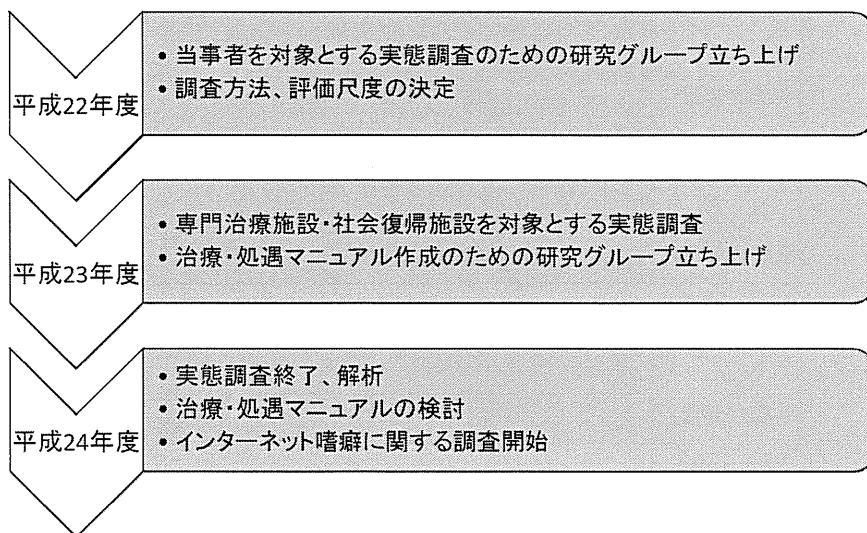 平成22年度
• 当事者を対象とする実態調査のための研究グループ立ち上げ
• 調査方法、評価尺度の決定
平成23年度
• 専門治療施設・社会復帰施設を対象とする実態調査
• 治療・処遇マニュアル作成のための研究グループ立ち上げ
平成24年度
• 実態調査終了、解析
• 治療・処遇マニュアルの検討
• インターネット嗜癖に関する調査開始